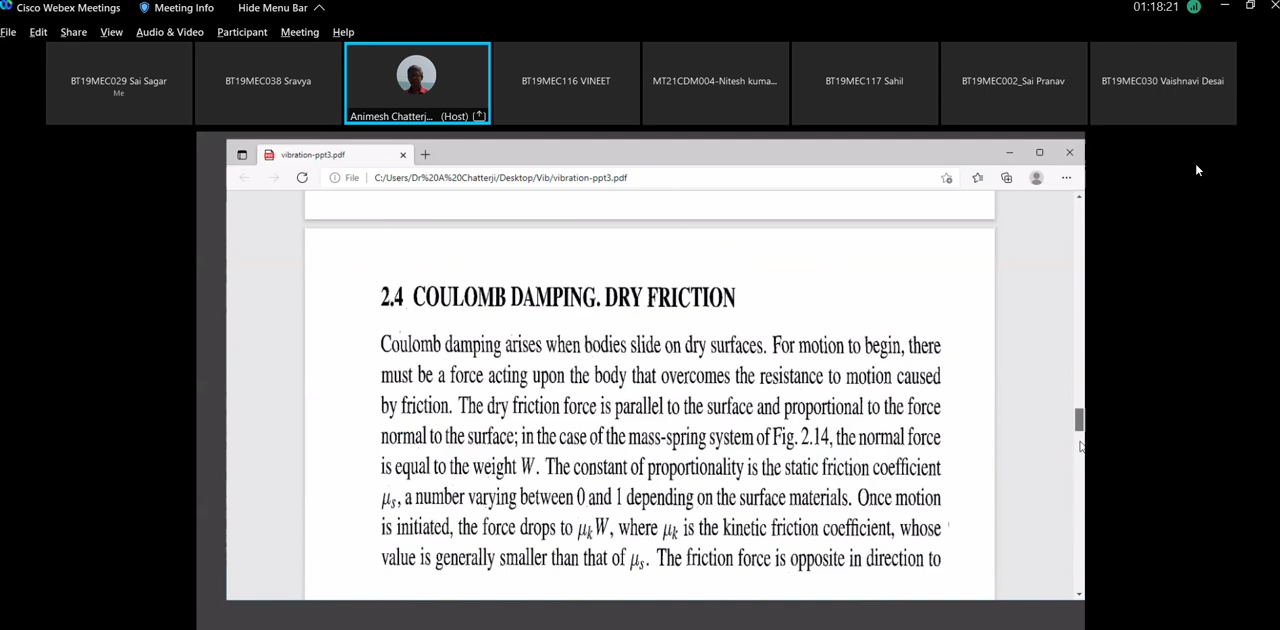 Cisco Webex Meetings Meeting Info Hide Menu Bar 01:18:21
File Edit Share View Audio & Video Participant Meeting Help
BT19MEC029 Sai Sagar
Me
BT19MEC038 Sravya
Animesh Chatterj... (Host)
BT19MEC116 VINEET
MT21CDM004-Nitesh kuma...
BT19MEC117 Sahil
BT19MEC002_Sai Pranav
BT19MEC030 Vaishnavi Desai
vibration-ppt3.pdf
File C:/Users/Dr%20A%20Chatterji/Desktop/Vib/vibration-ppt3.pdf
2.4 COULOMB DAMPING. DRY FRICTION
Coulomb damping arises when bodies slide on dry surfaces. For motion to begin, there
must be a force acting upon the body that overcomes the resistance to motion caused
by friction. The dry friction force is parallel to the surface and proportional to the force
normal to the surface; in the case of the mass-spring system of Fig. 2.14, the normal force
is equal to the weight W. The constant of proportionality is the static friction coefficient
μₛ, a number varying between 0 and 1 depending on the surface materials. Once motion
is initiated, the force drops to μₖW, where μₖ is the kinetic friction coefficient, whose
value is generally smaller than that of μₛ. The friction force is opposite in direction to